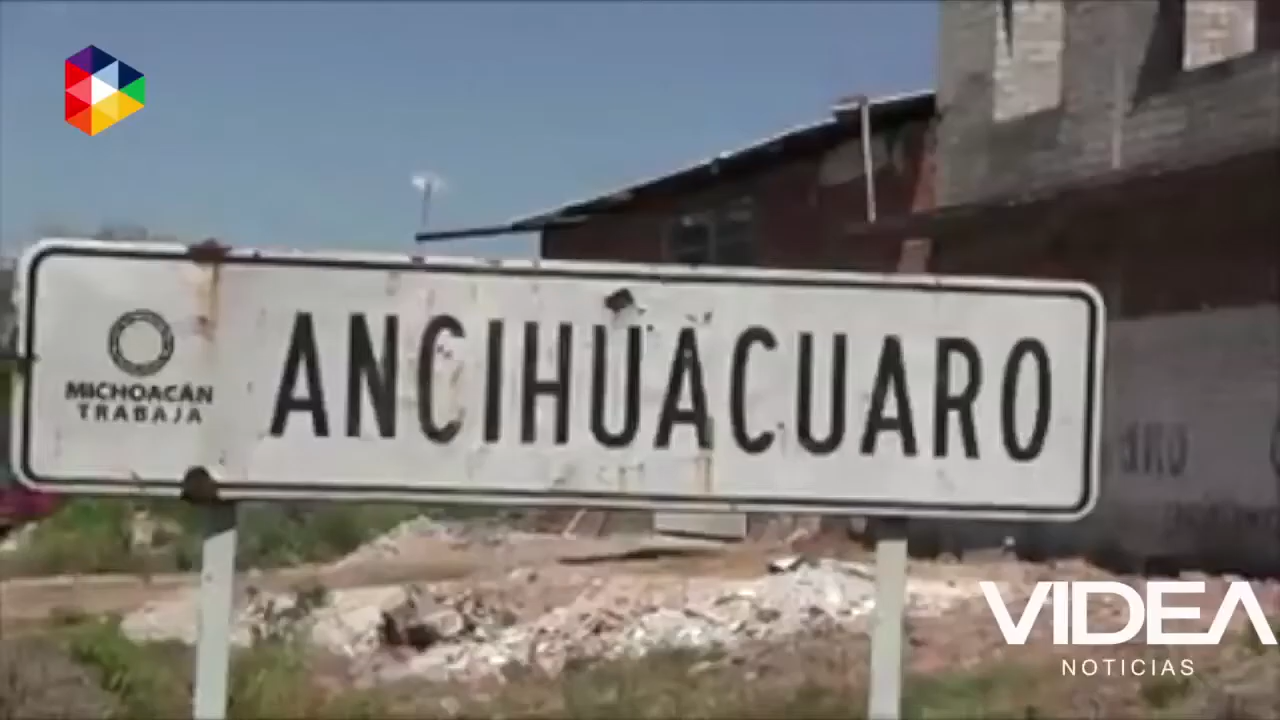 MICHOACÁN
TRABAJA
ANCIHUACUARO
VIDEA
NOTICIAS